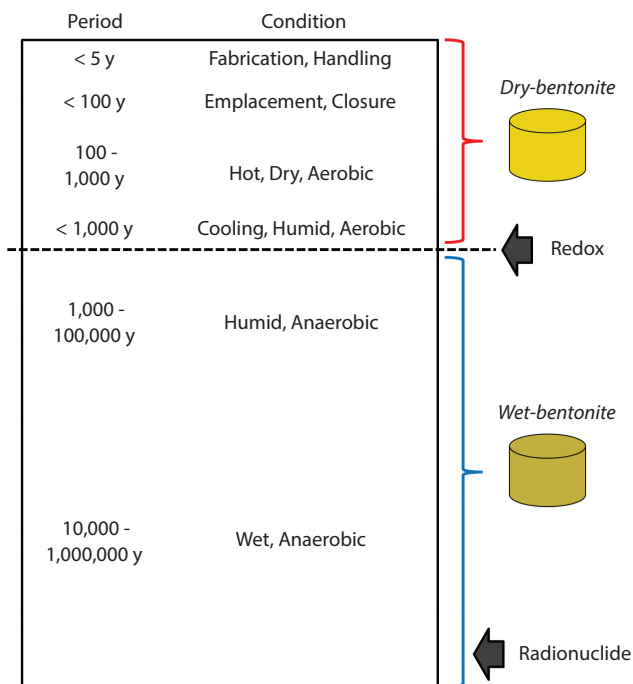 Period Condition
< 5 y Fabrication, Handling
Dry-bentonite
< 100 y Emplacement, Closure
100 -
1,000 y Hot, Dry, Aerobic
< 1,000 y Cooling, Humid, Aerobic
Redox
1,000 -
100,000 y Humid, Anaerobic
Wet-bentonite
10,000 -
1,000,000 y Wet, Anaerobic
Radionuclide